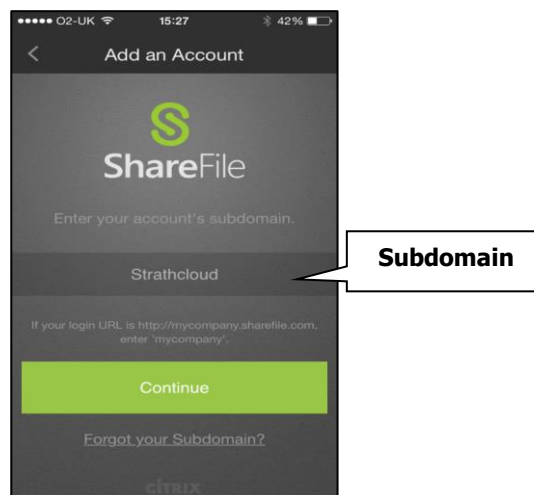 O2-UK 15:27 42%
Add an Account
S
ShareFile
Enter your account's subdomain.
Strathcloud
Subdomain
If your login URL is http://mycompany.sharefile.com,
enter 'mycompany'.
Continue
Forgot your Subdomain?
CITRIX